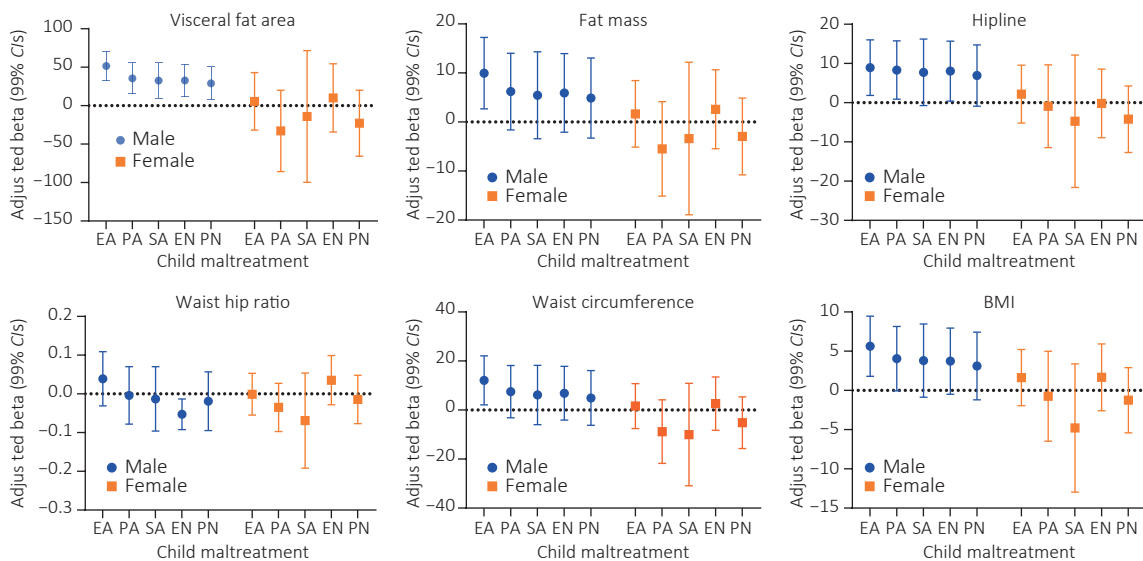 Visceral fat area
Adjus ted beta (99% CIs)
100
50
0
−50
−100
−150
Male
Female
EA PA SA EN PN EA PA SA EN PN
Child maltreatment
Fat mass
Adjus ted beta (99% CIs)
20
10
0
−10
−20
Male
Female
EA PA SA EN PN EA PA SA EN PN
Child maltreatment
Hipline
Adjus ted beta (99% CIs)
20
10
0
−10
−20
−30
Male
Female
EA PA SA EN PN EA PA SA EN PN
Child maltreatment
Waist hip ratio
Adjus ted beta (99% CIs)
0.2
0.1
0.0
−0.1
−0.2
−0.3
Male
Female
EA PA SA EN PN EA PA SA EN PN
Child maltreatment
Waist circumference
Adjus ted beta (99% CIs)
40
20
0
−20
−40
Male
Female
EA PA SA EN PN EA PA SA EN PN
Child maltreatment
BMI
Adjus ted beta (99% CIs)
10
5
0
−5
−10
−15
Male
Female
EA PA SA EN PN EA PA SA EN PN
Child maltreatment